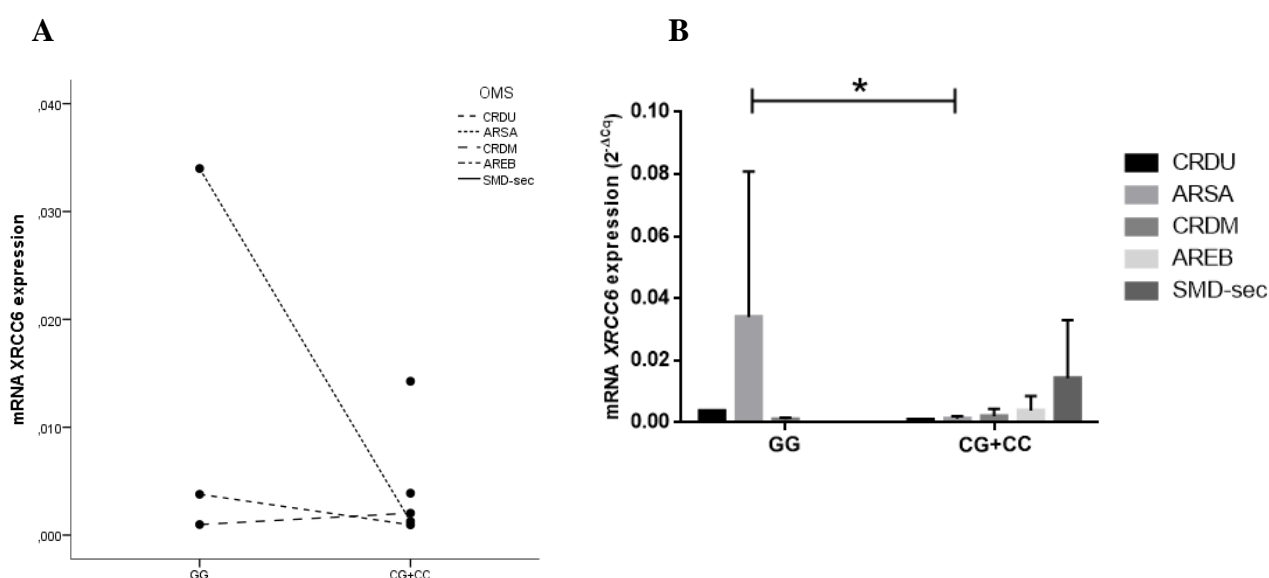 A
B
OMS
CRDU
ARSA
CRDM
AREB
SMD-sec
,040
,030
,020
,010
,000
mRNA XRCC6 expression
GG
CG+CC
*
0.10
0.08
0.06
0.04
0.02
0.00
mRNA XRCC6 expression (2-ΔCq)
GG
CG+CC
CRDU
ARSA
CRDM
AREB
SMD-sec